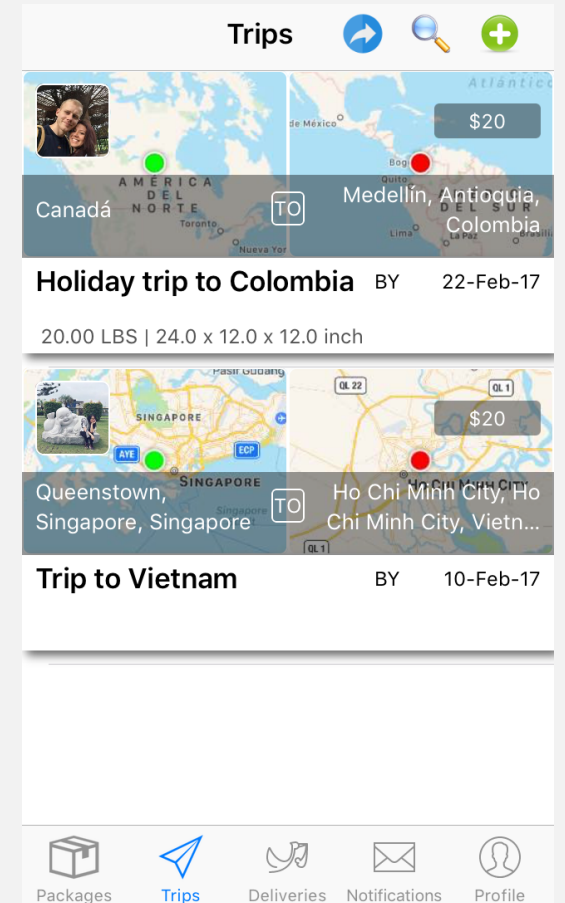 Trips
Atlántico
de México
$20
Bog
Quito
AMÉRICA
DEL
NORTE
Toronto
Nueva Yor
Canadá
TO
Medellín, Antioquia,
Colombia
DEL SUR
Lima
La Paz
Brasíli
Holiday trip to Colombia BY 22-Feb-17
20.00 LBS | 24.0 x 12.0 x 12.0 inch
Pasir Gudang
QL 22
QL 1
SINGAPORE
$20
AYE
ECP
SINGAPORE
Singapore
Queenstown,
Singapore, Singapore
TO
HO CHI MINH CITY
Ho Chi Minh City, Ho
Chi Minh City, Vietn...
QL 1
Trip to Vietnam BY 10-Feb-17
Packages Trips Deliveries Notifications Profile